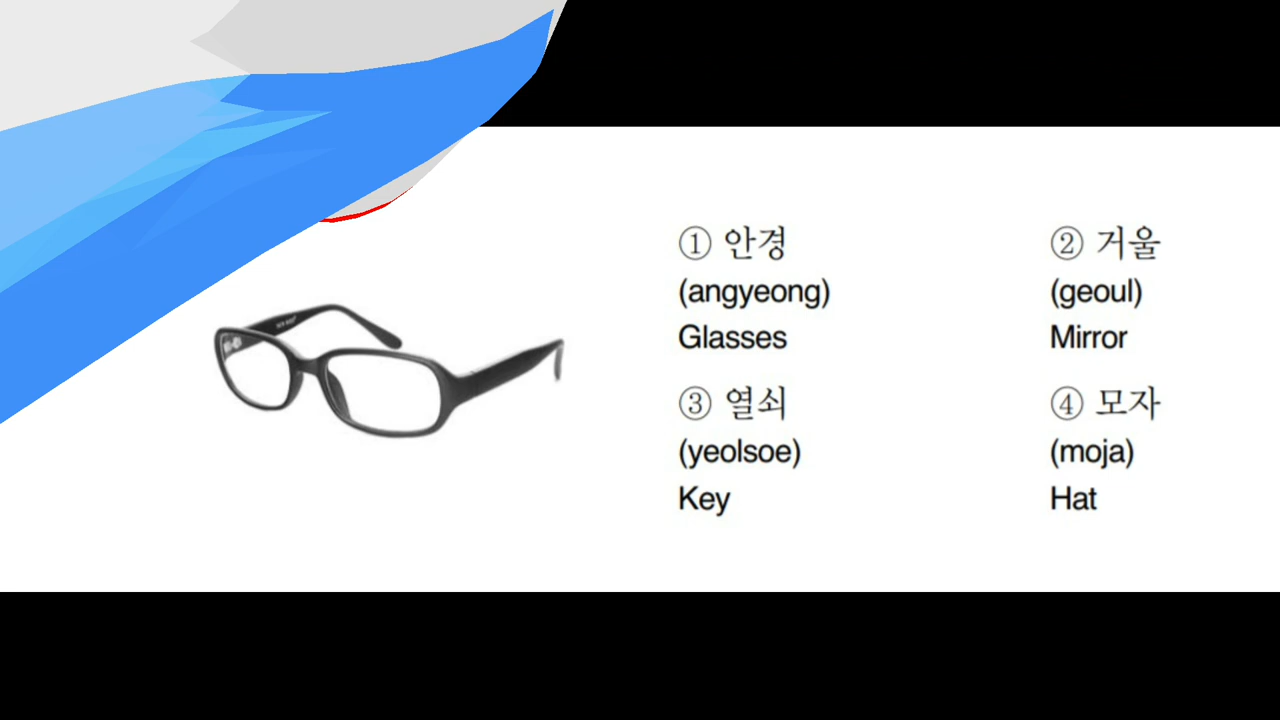 ① 안경
(angyeong)
Glasses
② 거울
(geoul)
Mirror
③ 열쇠
(yeolsoe)
Key
④ 모자
(moja)
Hat